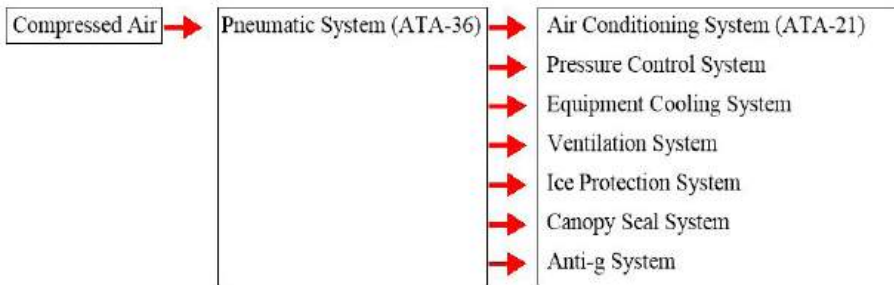 Compressed Air
Pneumatic System (ATA-36)
Air Conditioning System (ATA-21)
Pressure Control System
Equipment Cooling System
Ventilation System
Ice Protection System
Canopy Seal System
Anti-g System